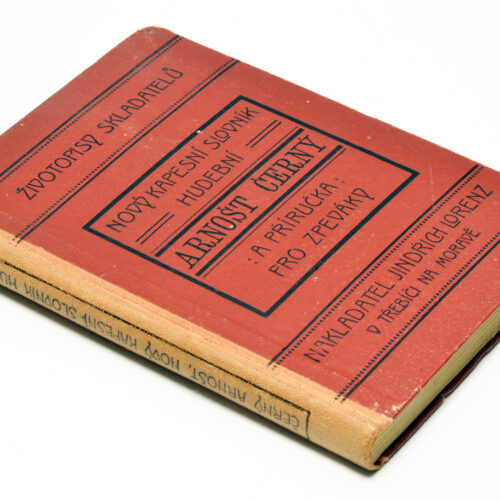 ŽIVOTOPISY SKLADATELŮ
NOVÝ KAPESNÍ SLOVNÍK
HUDEBNÍ
ARNOŠT ČERNÝ
: A PŘÍRUČKA :
PRO ZPĚVÁKY
NAKLADATEL JINDŘICH LORENZ
V TŘEBÍČI NA MORAVĚ
ČERNÝ ARNOŠT, NOVÝ KAPESNÍ SLOVNÍK HU